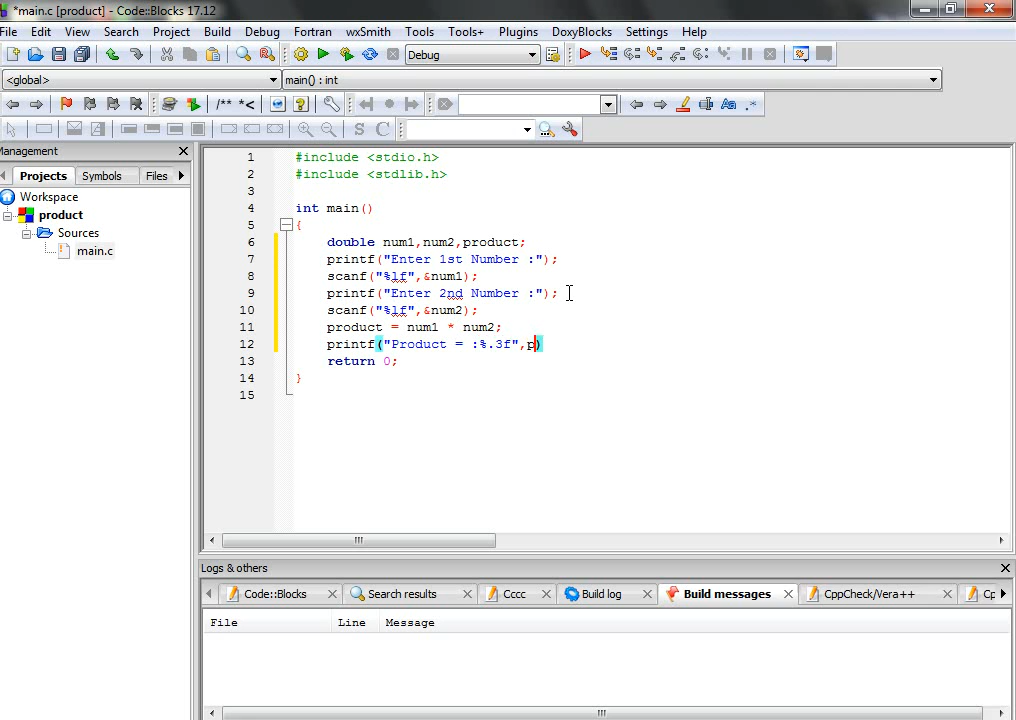 *main.c [product] - Code::Blocks 17.12
File Edit View Search Project Build Debug Fortran wxSmith Tools Tools+ Plugins DoxyBlocks Settings Help
Debug
<global> main() : int
/** *< Aa .*
S C
Management
Projects Symbols Files
Workspace
product
Sources
main.c
1 #include <stdio.h>
2 #include <stdlib.h>
3
4 int main()
5 {
6 double num1,num2,product;
7 printf("Enter 1st Number :");
8 scanf("%lf",&num1);
9 printf("Enter 2nd Number :");
10 scanf("%lf",&num2);
11 product = num1 * num2;
12 printf("Product = :%.3f",p)
13 return 0;
14 }
15
Logs & others
Code::Blocks Search results Cccc Build log Build messages CppCheck/Vera++ Cp
File Line Message